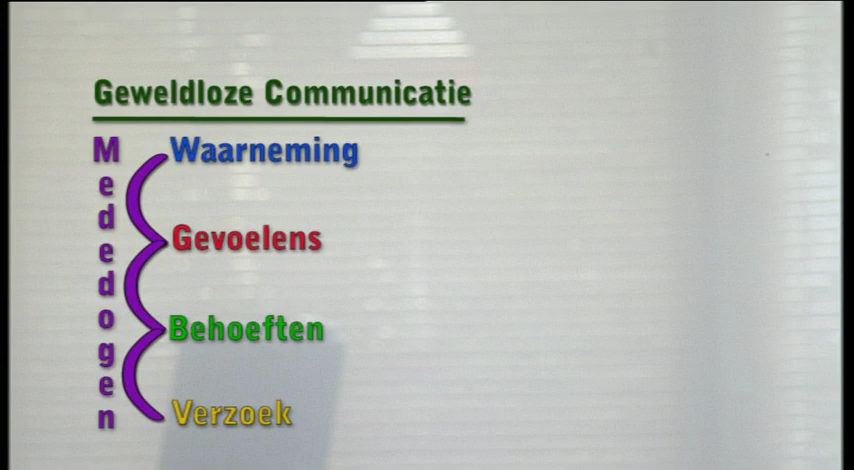 Geweldloze Communicatie
Mededogen
Waarneming
Gevoelens
Behoeften
Verzoek